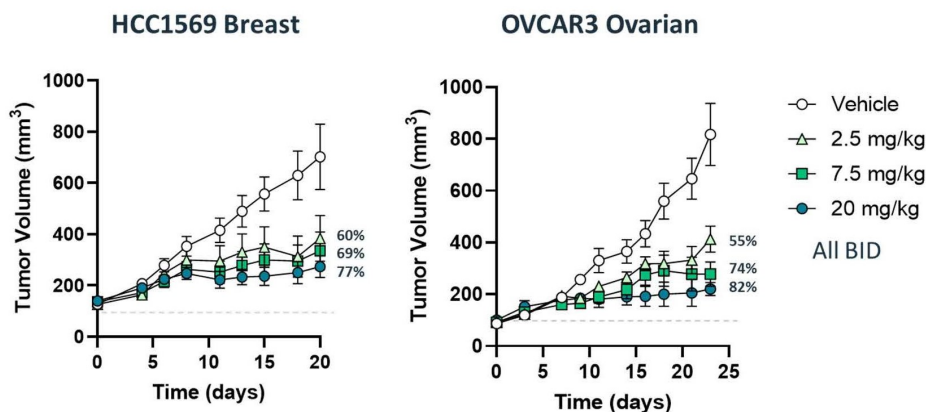 HCC1569 Breast
Tumor Volume (mm³)
1000
800
600
400
200
0
0
5
10
15
20
Time (days)
60%
69%
77%
OVCAR3 Ovarian
Tumor Volume (mm³)
1000
800
600
400
200
0
0
5
10
15
20
25
Time (days)
55%
74%
82%
Vehicle
2.5 mg/kg
7.5 mg/kg
20 mg/kg
All BID